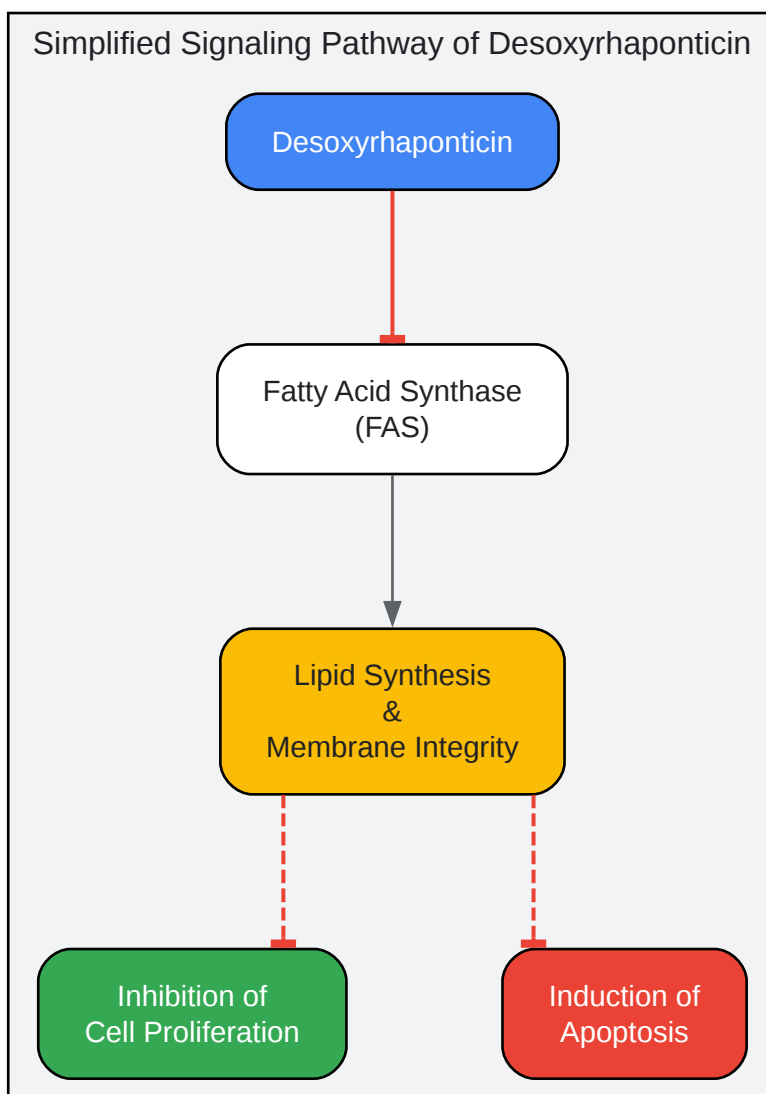 Simplified Signaling Pathway of Desoxyrhaponticin
Desoxyrhaponticin
Fatty Acid Synthase
(FAS)
Lipid Synthesis
&
Membrane Integrity
Inhibition of
Cell Proliferation
Induction of
Apoptosis